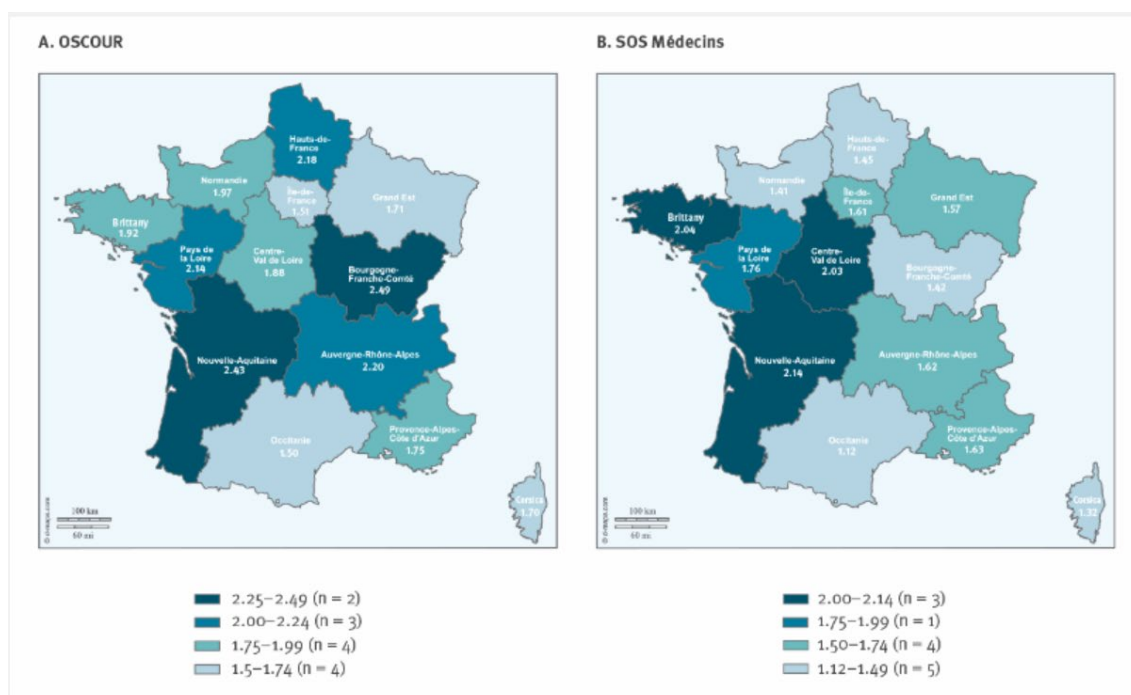 A. OSCOUR
Hauts-de-
France
2.18
Normandie
1.97
Île-de-
France
1.51
Grand Est
1.71
Brittany
1.92
Pays de
la Loire
2.14
Centre-
Val de Loire
1.88
Bourgogne-
Franche-Comté
2.49
Nouvelle-Aquitaine
2.43
Auvergne-Rhône-Alpes
2.20
Occitanie
1.50
Provence-Alpes-
Côte d'Azur
1.75
Corsica
1.70
100 km
60 mi
© d-maps.com
2.25–2.49 (n = 2)
2.00–2.24 (n = 3)
1.75–1.99 (n = 4)
1.5–1.74 (n = 4)
B. SOS Médecins
Hauts-de-
France
1.45
Normandie
1.41
Île-de-
France
1.61
Grand Est
1.57
Brittany
2.04
Pays de
la Loire
1.76
Centre-
Val de Loire
2.03
Bourgogne-
Franche-Comté
1.42
Nouvelle-Aquitaine
2.14
Auvergne-Rhône-Alpes
1.62
Occitanie
1.12
Provence-Alpes-
Côte d'Azur
1.63
Corsica
1.32
100 km
60 mi
© d-maps.com
2.00–2.14 (n = 3)
1.75–1.99 (n = 1)
1.50–1.74 (n = 4)
1.12–1.49 (n = 5)